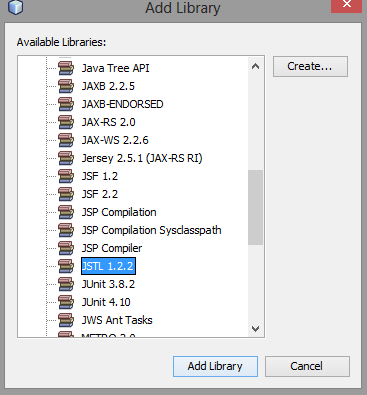 Add Library
Available Libraries:
Java Tree API
Create...
JAXB 2.2.5
JAXB-ENDORSED
JAX-RS 2.0
JAX-WS 2.2.6
Jersey 2.5.1 (JAX-RS RI)
JSF 1.2
JSF 2.2
JSP Compilation
JSP Compilation Sysclasspath
JSP Compiler
JSTL 1.2.2
JUnit 3.8.2
JUnit 4.10
JWS Ant Tasks
METRO 2.0
Add Library
Cancel